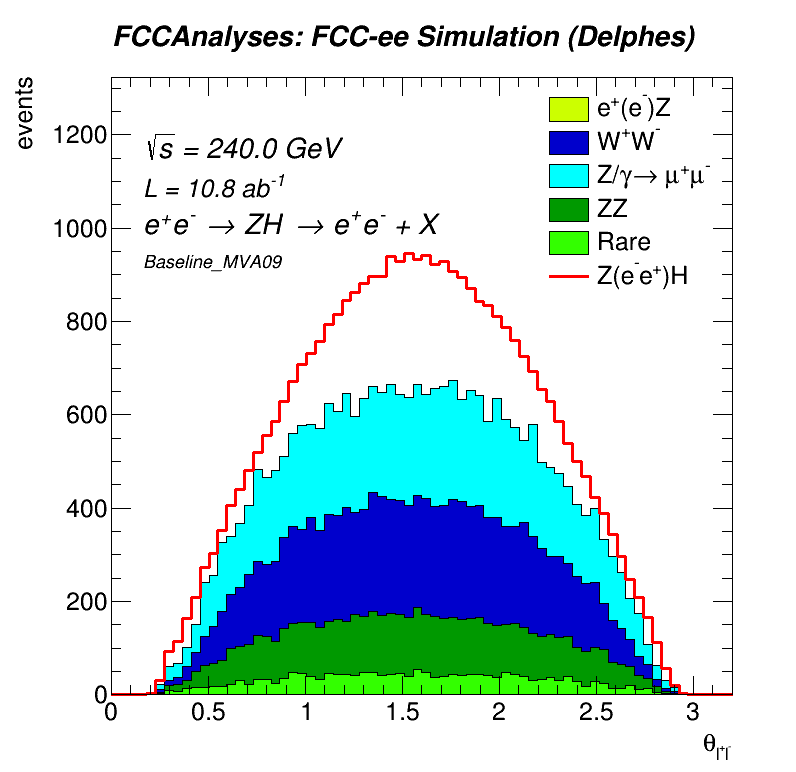 FCCAnalyses: FCC-ee Simulation (Delphes)
events
√s = 240.0 GeV
L = 10.8 ab⁻¹
e⁺e⁻ → ZH → e⁺e⁻ + X
Baseline_MVA09
e⁺(e⁻)Z
W⁺W⁻
Z/γ→ μ⁺μ⁻
ZZ
Rare
Z(e⁻e⁺)H
1200
1000
800
600
400
200
0
0 0.5 1 1.5 2 2.5 3
θ_l⁺l⁻